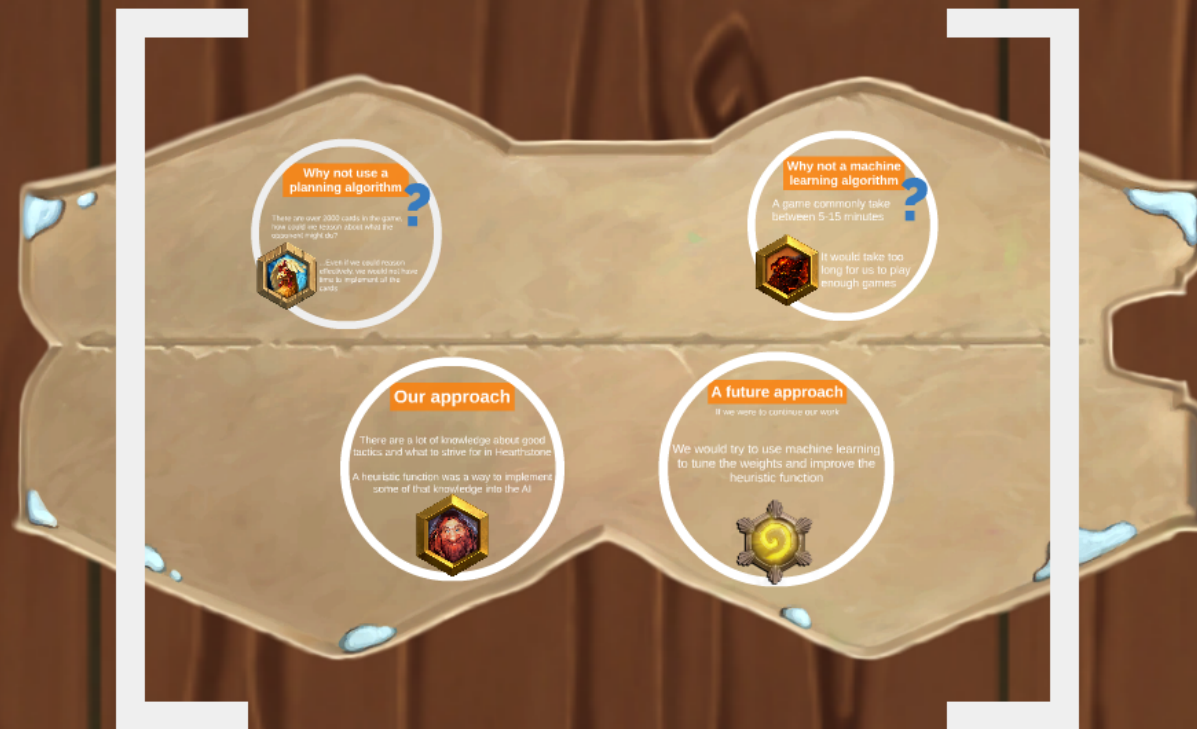 Why not use a
planning algorithm
?
There are over 2000 cards in the game,
how could we reason about what the
opponent might do?
...Even if we could reason
effectively, we would not have
time to implement all the
cards
Why not a machine
learning algorithm
?
A game commonly take
between 5-15 minutes
It would take too
long for us to play
enough games
Our approach
There are a lot of knowledge about good
tactics and what to strive for in Hearthstone
A heuristic function was a way to implement
some of that knowledge into the AI
A future approach
If we were to continue our work
We would try to use machine learning
to tune the weights and improve the
heuristic function